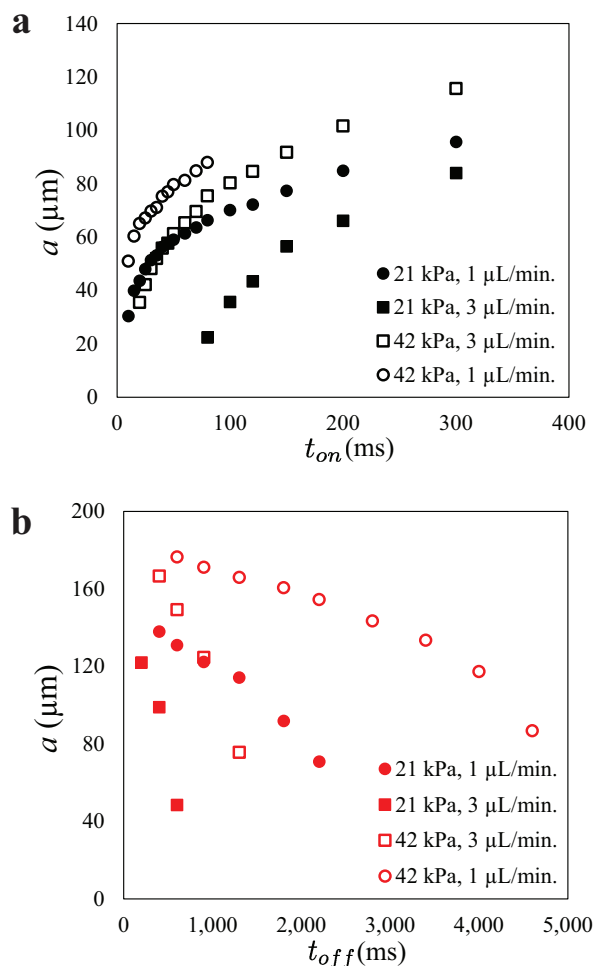 a
140
120
100
80
60
40
20
0
a (µm)
0 100 200 300 400
t_on (ms)
21 kPa, 1 µL/min.
21 kPa, 3 µL/min.
42 kPa, 3 µL/min.
42 kPa, 1 µL/min.
b
200
160
120
80
40
0
a (µm)
0 1,000 2,000 3,000 4,000 5,000
t_off (ms)
21 kPa, 1 µL/min.
21 kPa, 3 µL/min.
42 kPa, 3 µL/min.
42 kPa, 1 µL/min.